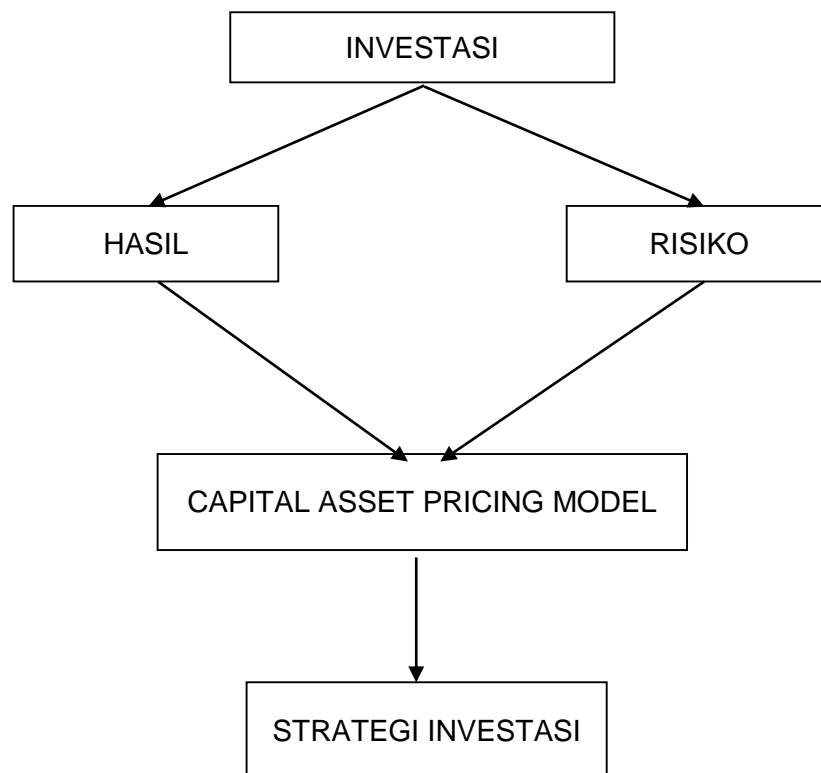 INVESTASI
HASIL
RISIKO
CAPITAL ASSET PRICING MODEL
STRATEGI INVESTASI